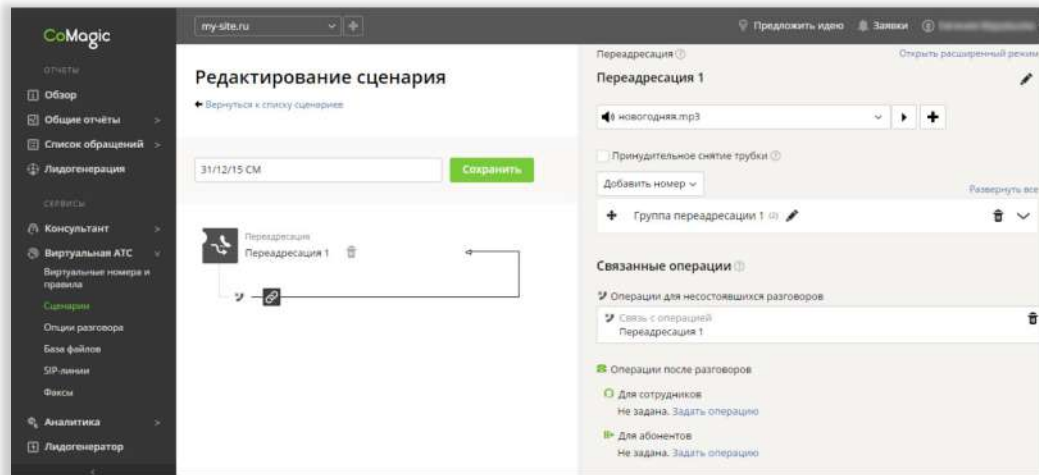 CoMagic
ОТЧЕТЫ
Обзор
Общие отчёты
Список обращений
Лидогенерация
СЕРВИСЫ
Консультант
Виртуальная АТС
Виртуальные номера и
правила
Сценарии
Опции разговора
База файлов
SIP-линии
Факсы
Аналитика
Лидогенератор
my-site.ru
Предложить идею
Заявки
Редактирование сценария
Вернуться к списку сценариев
31/12/15 СМ
Сохранить
Переадресация
Переадресация 1
Переадресация
Открыть расширенный режим
Переадресация 1
новогодняя.mp3
Принудительное снятие трубки
Добавить номер
Развернуть все
Группа переадресации 1 (2)
Связанные операции
Операции для несостоявшихся разговоров
Связь с операцией
Переадресация 1
Операции после разговоров
Для сотрудников
Не задана. Задать операцию
Для абонентов
Не задана. Задать операцию